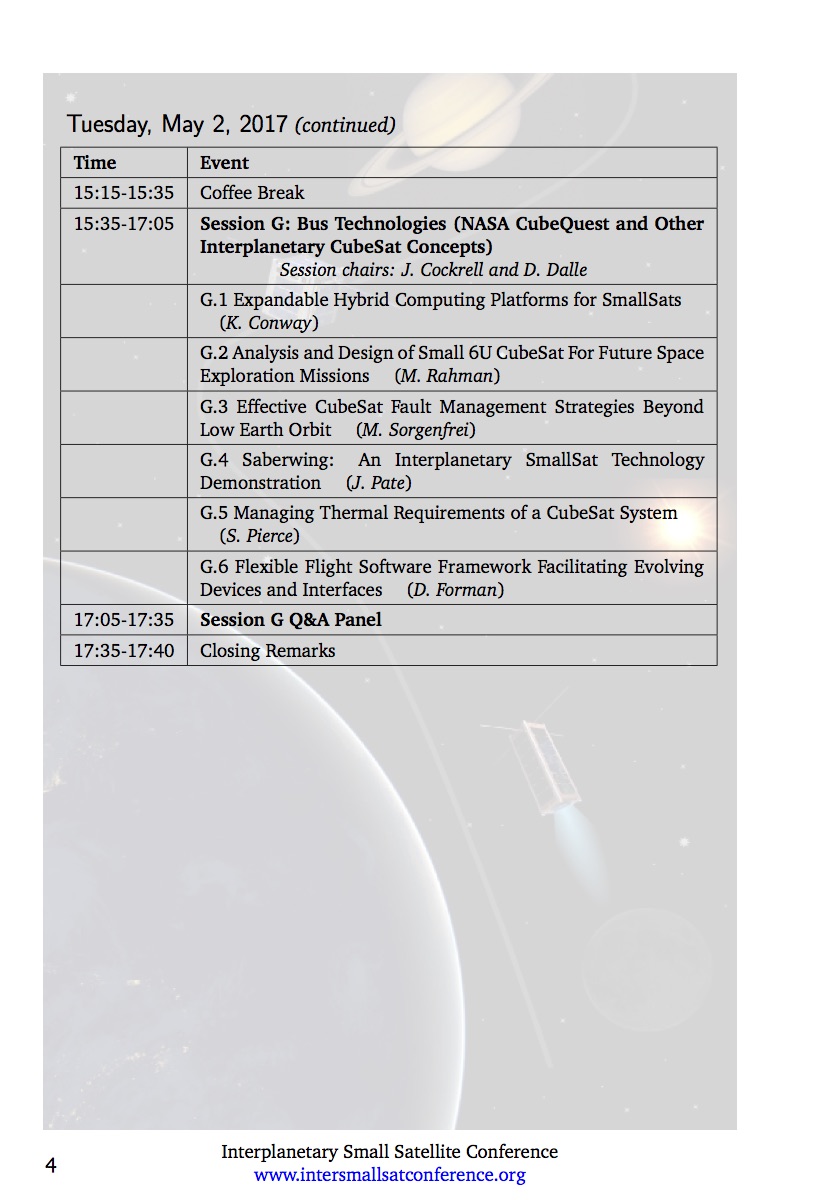 Tuesday, May 2, 2017 (continued)
Time Event
15:15-15:35 Coffee Break
15:35-17:05 Session G: Bus Technologies (NASA CubeQuest and Other
Interplanetary CubeSat Concepts)
Session chairs: J. Cockrell and D. Dalle
G.1 Expandable Hybrid Computing Platforms for SmallSats
(K. Conway)
G.2 Analysis and Design of Small 6U CubeSat For Future Space
Exploration Missions (M. Rahman)
G.3 Effective CubeSat Fault Management Strategies Beyond
Low Earth Orbit (M. Sorgenfrei)
G.4 Saberwing: An Interplanetary SmallSat Technology
Demonstration (J. Pate)
G.5 Managing Thermal Requirements of a CubeSat System
(S. Pierce)
G.6 Flexible Flight Software Framework Facilitating Evolving
Devices and Interfaces (D. Forman)
17:05-17:35 Session G Q&A Panel
17:35-17:40 Closing Remarks
Interplanetary Small Satellite Conference
4 www.intersmallsatconference.org